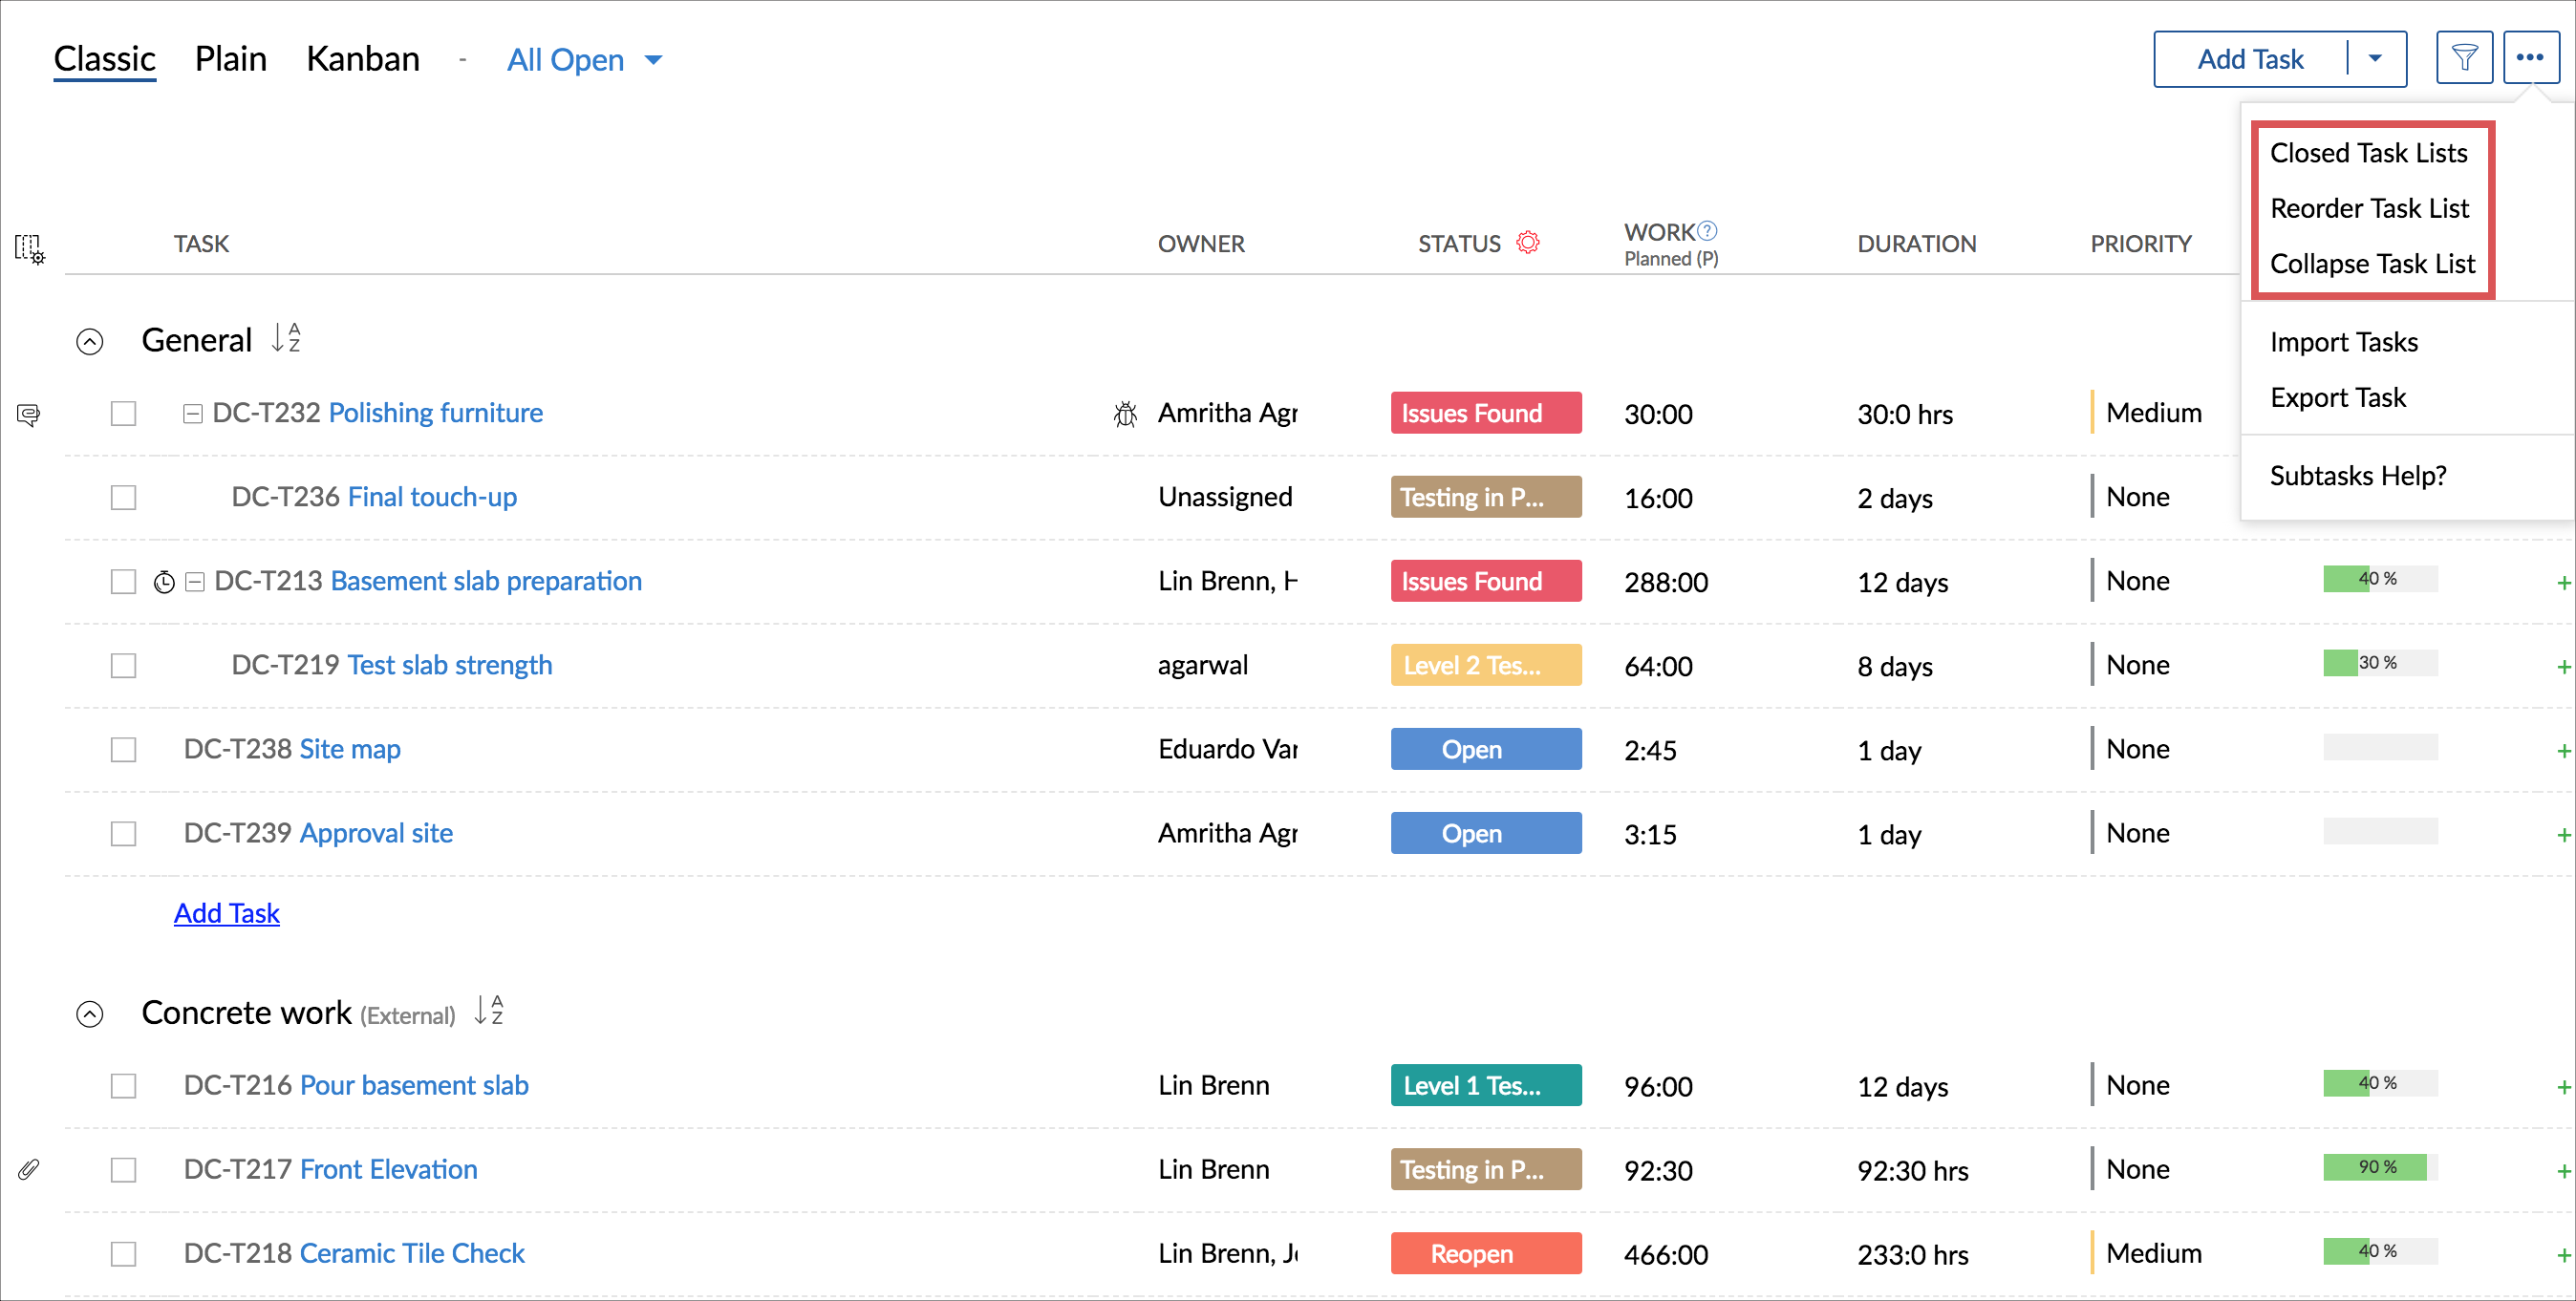 Classic Plain Kanban - All Open Add Task
Closed Task Lists
Reorder Task List
Collapse Task List
Import Tasks
Export Task
Subtasks Help?
TASK OWNER STATUS WORK ? DURATION PRIORITY
Planned (P)
General A Z
DC-T232 Polishing furniture Amritha Agr Issues Found 30:00 30:0 hrs Medium
DC-T236 Final touch-up Unassigned Testing in P... 16:00 2 days None
DC-T213 Basement slab preparation Lin Brenn, Issues Found 288:00 12 days None 40 % +
DC-T219 Test slab strength agarwal Level 2 Tes... 64:00 8 days None 30 % +
DC-T238 Site map Eduardo Var Open 2:45 1 day None +
DC-T239 Approval site Amritha Agr Open 3:15 1 day None +
Add Task
Concrete work (External) A Z
DC-T216 Pour basement slab Lin Brenn Level 1 Tes... 96:00 12 days None 40 % +
DC-T217 Front Elevation Lin Brenn Testing in P... 92:30 92:30 hrs None 90 % +
DC-T218 Ceramic Tile Check Lin Brenn, Reopen 466:00 233:0 hrs Medium 40 % +